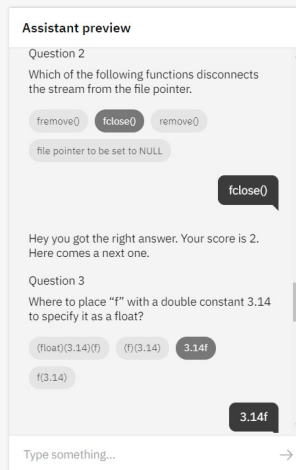 Assistant preview
Question 2
Which of the following functions disconnects
the stream from the file pointer.
fremove() fclose() remove()
file pointer to be set to NULL
fclose()
Hey you got the right answer. Your score is 2.
Here comes a next one.
Question 3
Where to place “f” with a double constant 3.14
to specify it as a float?
(float)(3.14)(f) (f)(3.14) 3.14f
f(3.14)
3.14f
Type something...